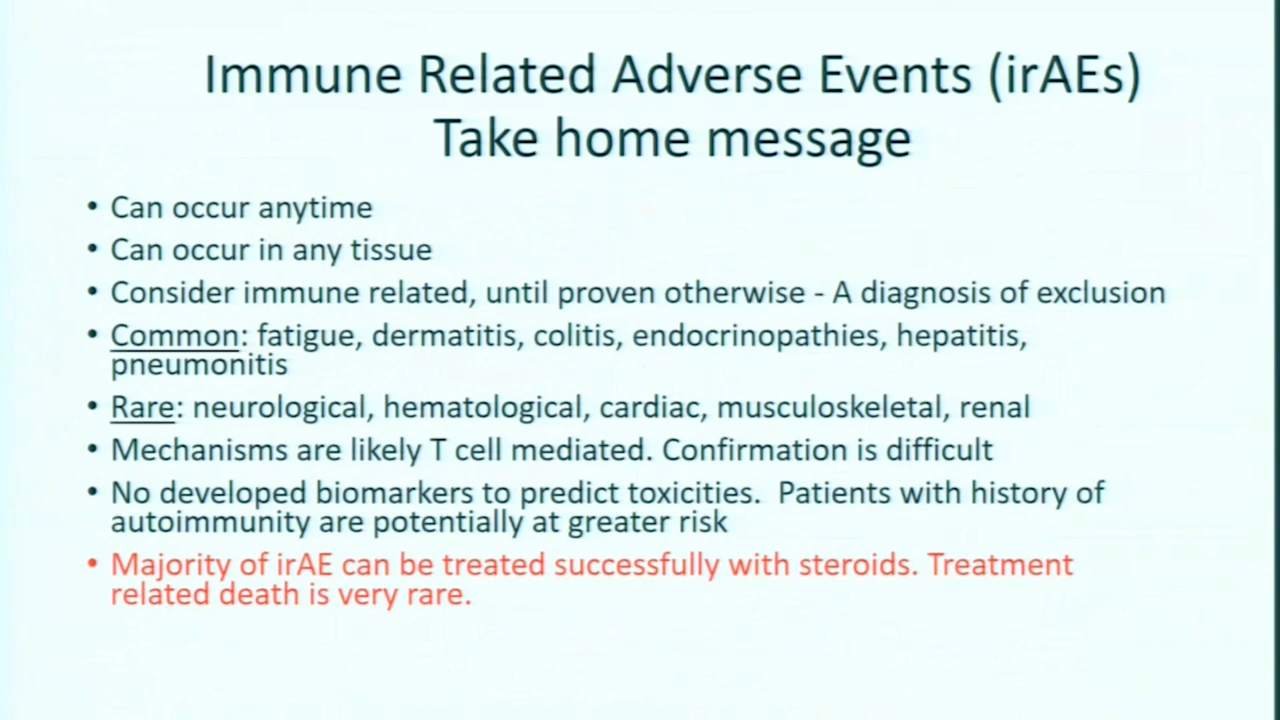 Immune Related Adverse Events (irAEs)
Take home message
• Can occur anytime
• Can occur in any tissue
• Consider immune related, until proven otherwise - A diagnosis of exclusion
• Common: fatigue, dermatitis, colitis, endocrinopathies, hepatitis,
pneumonitis
• Rare: neurological, hematological, cardiac, musculoskeletal, renal
• Mechanisms are likely T cell mediated. Confirmation is difficult
• No developed biomarkers to predict toxicities.  Patients with history of
autoimmunity are potentially at greater risk
• Majority of irAE can be treated successfully with steroids. Treatment
related death is very rare.